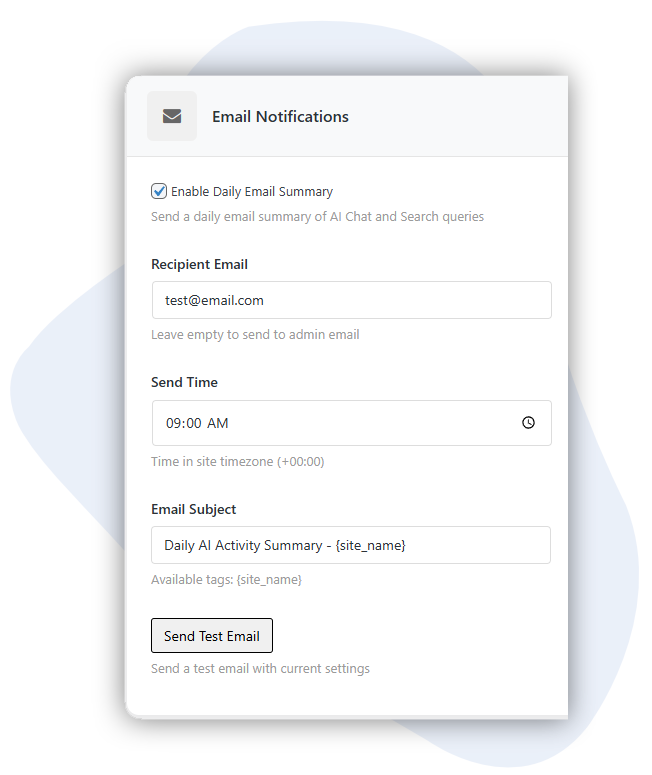 Email Notifications
Enable Daily Email Summary
Send a daily email summary of AI Chat and Search queries
Recipient Email
test@email.com
Leave empty to send to admin email
Send Time
09:00 AM
Time in site timezone (+00:00)
Email Subject
Daily AI Activity Summary - {site_name}
Available tags: {site_name}
Send Test Email
Send a test email with current settings